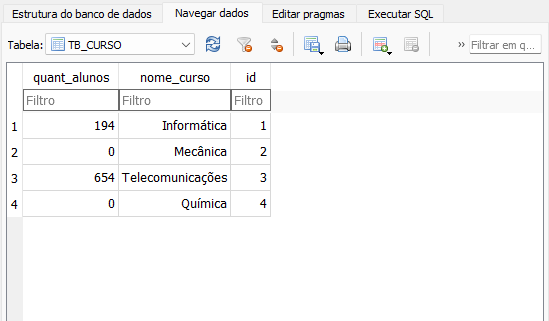 Estrutura do banco de dados Navegar dados Editar pragmas Executar SQL
Tabela: TB_CURSO » Filtrar em q...
quant_alunos nome_curso id
Filtro Filtro Filtro
1 194 Informática 1
2 0 Mecânica 2
3 654 Telecomunicações 3
4 0 Química 4